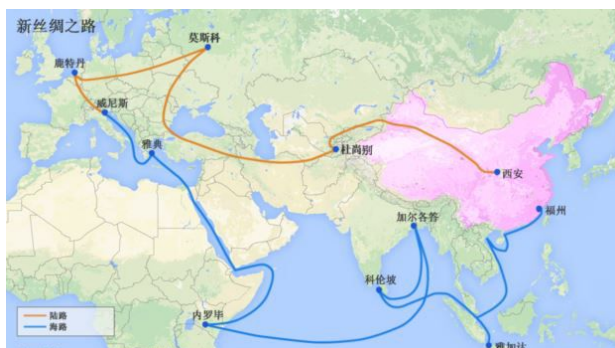 新丝绸之路
莫斯科
鹿特丹
威尼斯
雅典
杜尚别
西安
福州
加尔各答
科伦坡
内罗毕
雅加达
陆路
海路